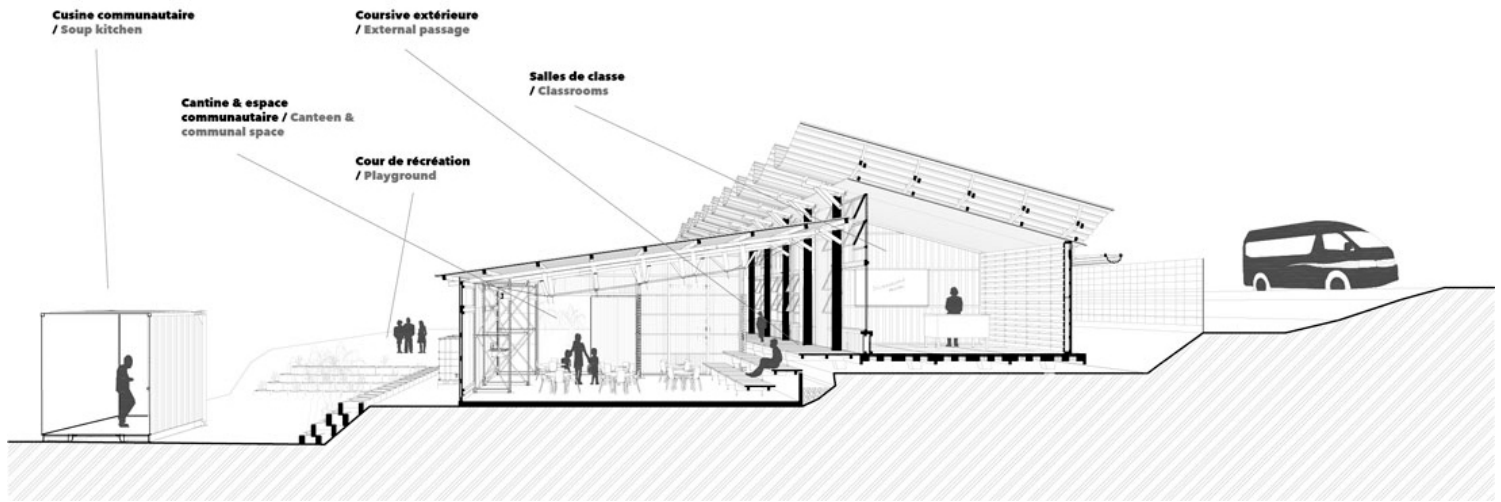 Cusine communautaire
/ Soup kitchen
Coursive extérieure
/ External passage
Salles de classe
/ Classrooms
Cantine & espace
communautaire / Canteen &
communal space
Cour de récréation
/ Playground